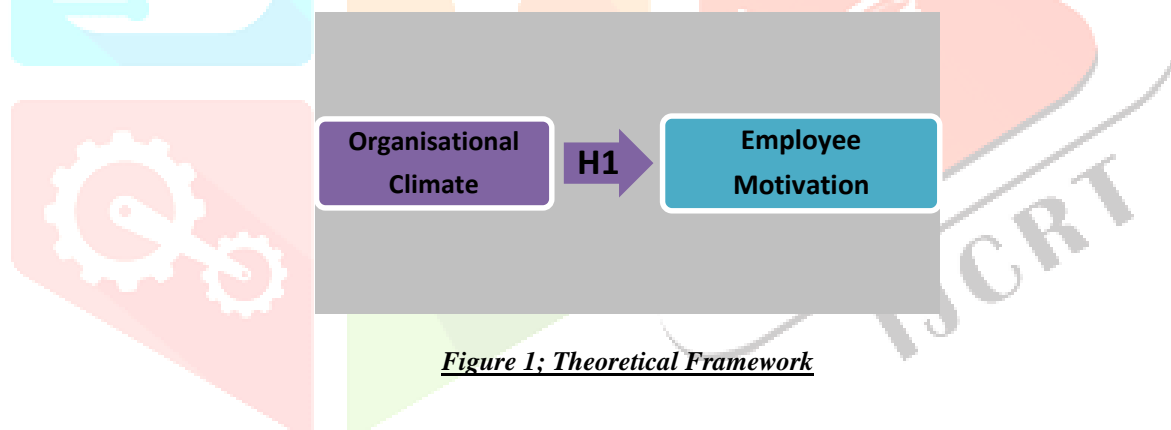 Organisational
Climate
H1
Employee
Motivation
IJCRT
Figure 1; Theoretical Framework